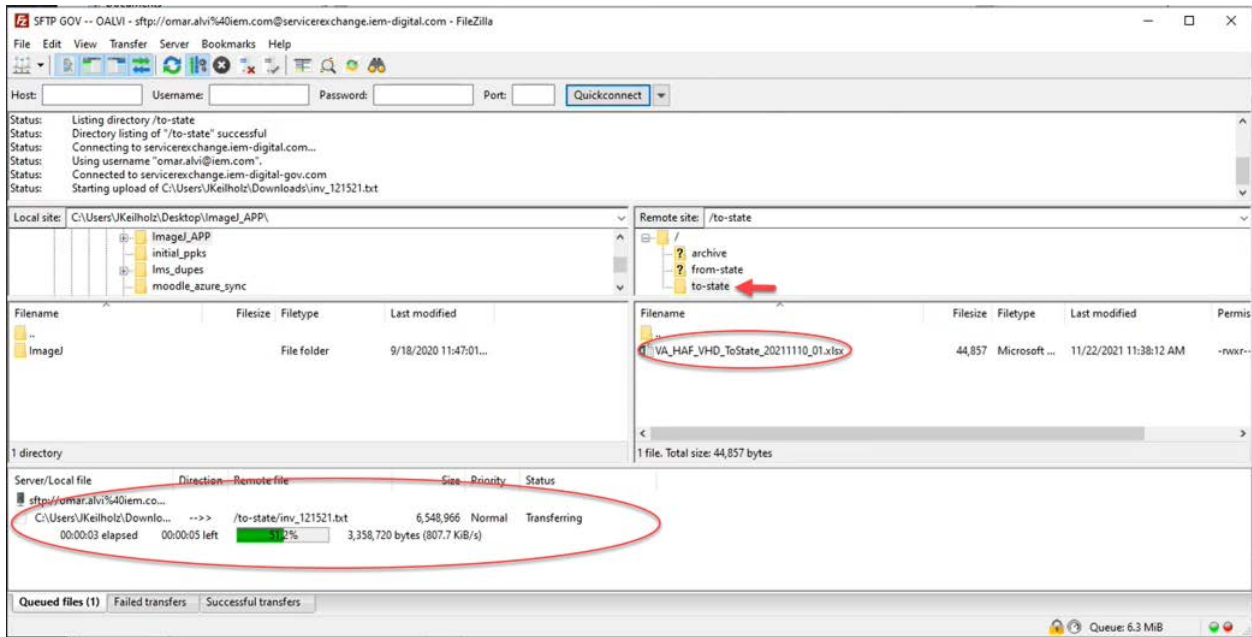 SFTP GOV -- OALVI - sftp://omar.alvi%40iem.com@servicerexchange.iem-digital.com - FileZilla
File Edit View Transfer Server Bookmarks Help
Host: Username: Password: Port: Quickconnect
Status: Listing directory /to-state
Status: Directory listing of "/to-state" successful
Status: Connecting to servicerexchange.iem-digital.com...
Status: Using username "omar.alvi@iem.com".
Status: Connected to servicerexchange.iem-digital-gov.com
Status: Starting upload of C:\Users\JKeilholz\Downloads\inv_121521.txt
Local site: C:\Users\JKeilholz\Desktop\ImageJ_APP\
ImageJ_APP
initial_ppks
lms_dupes
moodle_azure_sync
Remote site: /to-state
/
? archive
? from-state
to-state
Filename Filesize Filetype Last modified
..
ImageJ File folder 9/18/2020 11:47:01...
1 directory
Filename Filesize Filetype Last modified Permis
..
VA_HAF_VHD_ToState_20211110_01.xlsx 44,857 Microsoft ... 11/22/2021 11:38:12 AM -rwxr--
1 file. Total size: 44,857 bytes
Server/Local file Direction Remote file Size Priority Status
sftp://omar.alvi%40iem.co...
C:\Users\JKeilholz\Downlo... -->> /to-state/inv_121521.txt 6,548,966 Normal Transferring
00:00:03 elapsed 00:00:05 left 51.2% 3,358,720 bytes (807.7 KiB/s)
Queued files (1) Failed transfers Successful transfers
Queue: 6.3 MiB